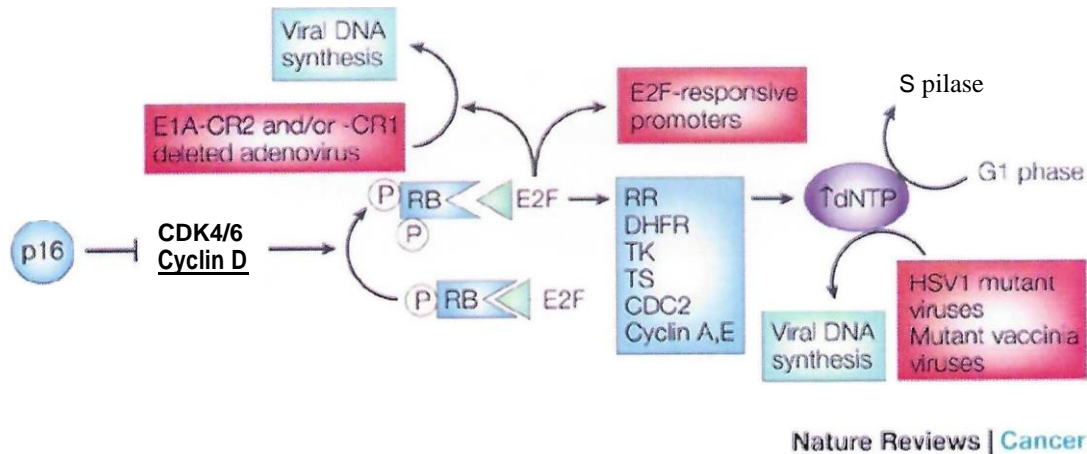 Viral DNA
synthesis
E1A-CR2 and/or -CR1
deleted adenovirus
E2F-responsive
promoters
S pilase
G1 phase
p16
CDK4/6
Cyclin D
P
RB
E2F
P
P
RB
E2F
RR
DHFR
TK
TS
CDC2
Cyclin A,E
↑dNTP
Viral DNA
synthesis
HSV1 mutant
viruses
Mutant vaccinia
viruses
Nature Reviews | Cancer